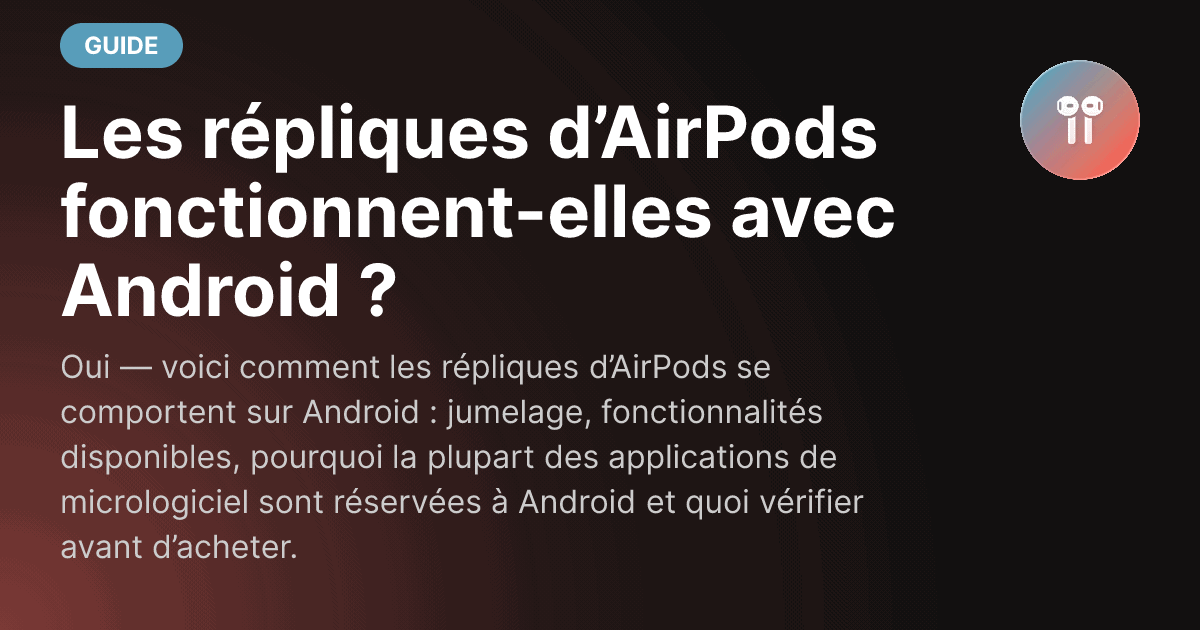 GUIDE
Les répliques d’AirPods
fonctionnent-elles avec
Android ?
Oui — voici comment les répliques d’AirPods se
comportent sur Android : jumelage, fonctionnalités
disponibles, pourquoi la plupart des applications de
micrologiciel sont réservées à Android et quoi vérifier
avant d’acheter.